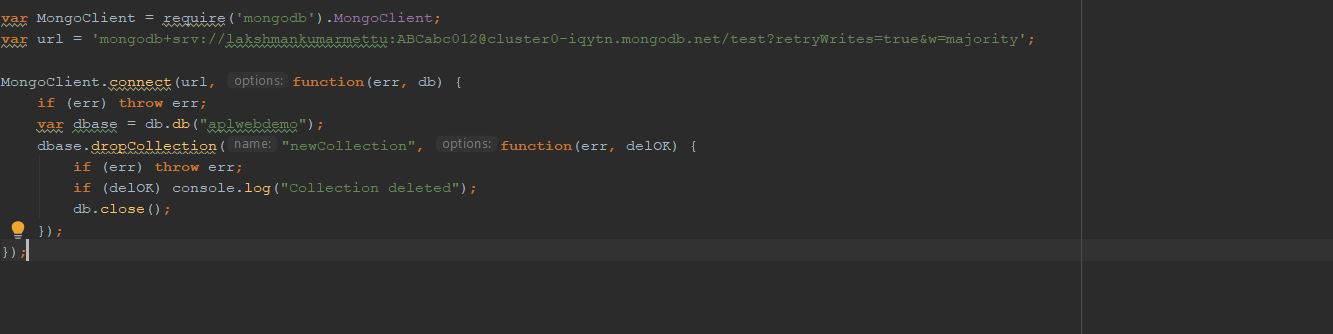 var MongoClient = require('mongodb').MongoClient;
var url = 'mongodb+srv://lakshmankumarmettu:ABCabc012@cluster0-iqytn.mongodb.net/test?retryWrites=true&w=majority';
MongoClient.connect(url, options: function(err, db) {
if (err) throw err;
var dbase = db.db("aplwebdemo");
dbase.dropCollection( name: "newCollection", options: function(err, delOK) {
if (err) throw err;
if (delOK) console.log("Collection deleted");
db.close();
});
});